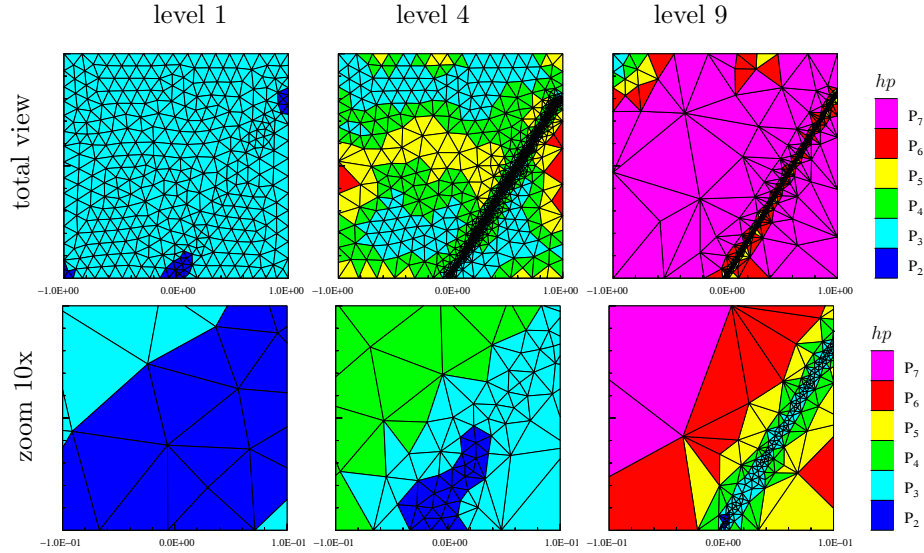 level 1 level 4 level 9
total view
hp
P7
P6
P5
P4
P3
P2
−1.0E+00 0.0E+00 1.0E+00 −1.0E+00 0.0E+00 1.0E+00 −1.0E+00 0.0E+00 1.0E+00
zoom 10x
hp
P7
P6
P5
P4
P3
P2
−1.0E−01 0.0E+00 1.0E−01 −1.0E−01 0.0E+00 1.0E−01 −1.0E−01 0.0E+00 1.0E−01